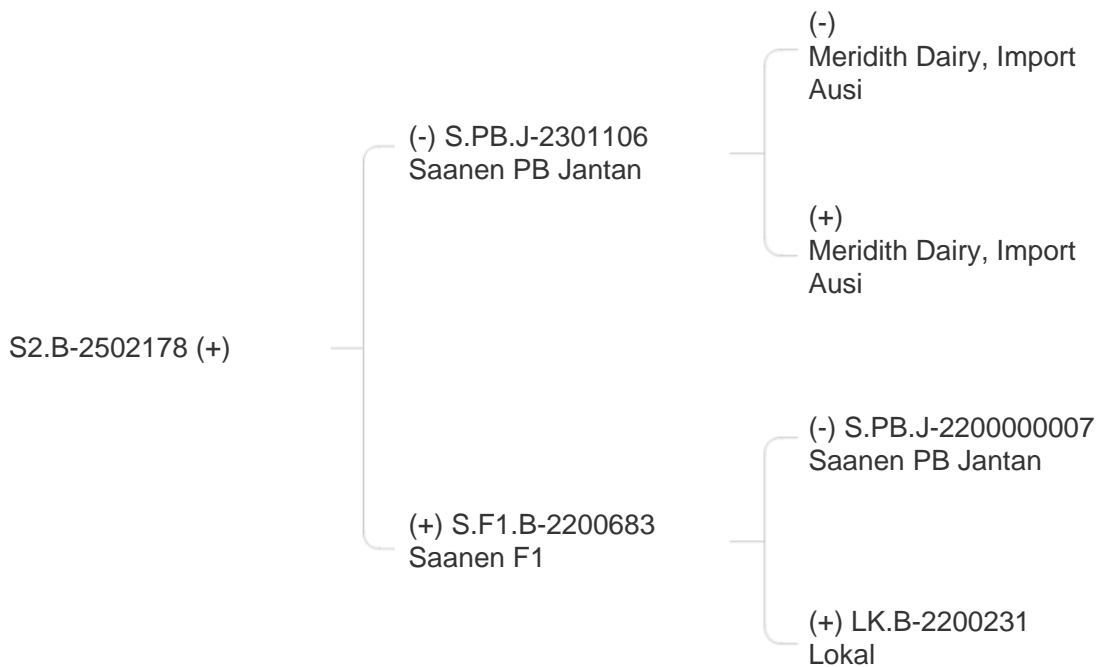 (-)
Meridith Dairy, Import
Ausi
(-) S.PB.J-2301106
Saanen PB Jantan
(+)
Meridith Dairy, Import
Ausi
S2.B-2502178 (+)
(-) S.PB.J-2200000007
Saanen PB Jantan
(+) S.F1.B-2200683
Saanen F1
(+) LK.B-2200231
Lokal